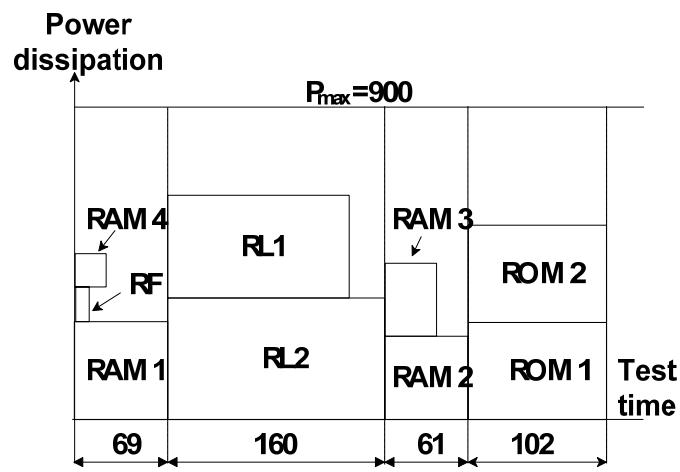 Power
dissipation
Pmax=900
RAM 4
RAM 3
RL1
ROM 2
RF
RL2
RAM 1
RAM 2
ROM 1
Test
time
69
160
61
102